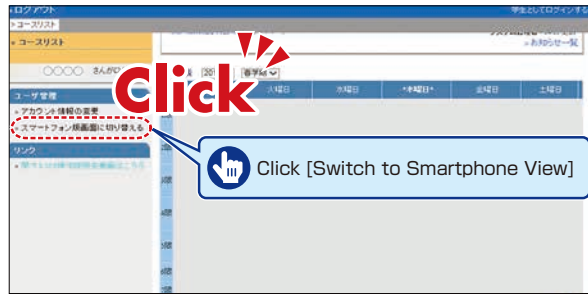 ログアウト
学生としてログインする
コースリスト
コースリスト
お知らせ一覧
○○○○ さんが
春学期
Click
火曜日 水曜日 *木曜日* 金曜日 土曜日
ユーザ管理
アカウント情報の変更
スマートフォン版画面に切り替える
リンク
Click [Switch to Smartphone View]